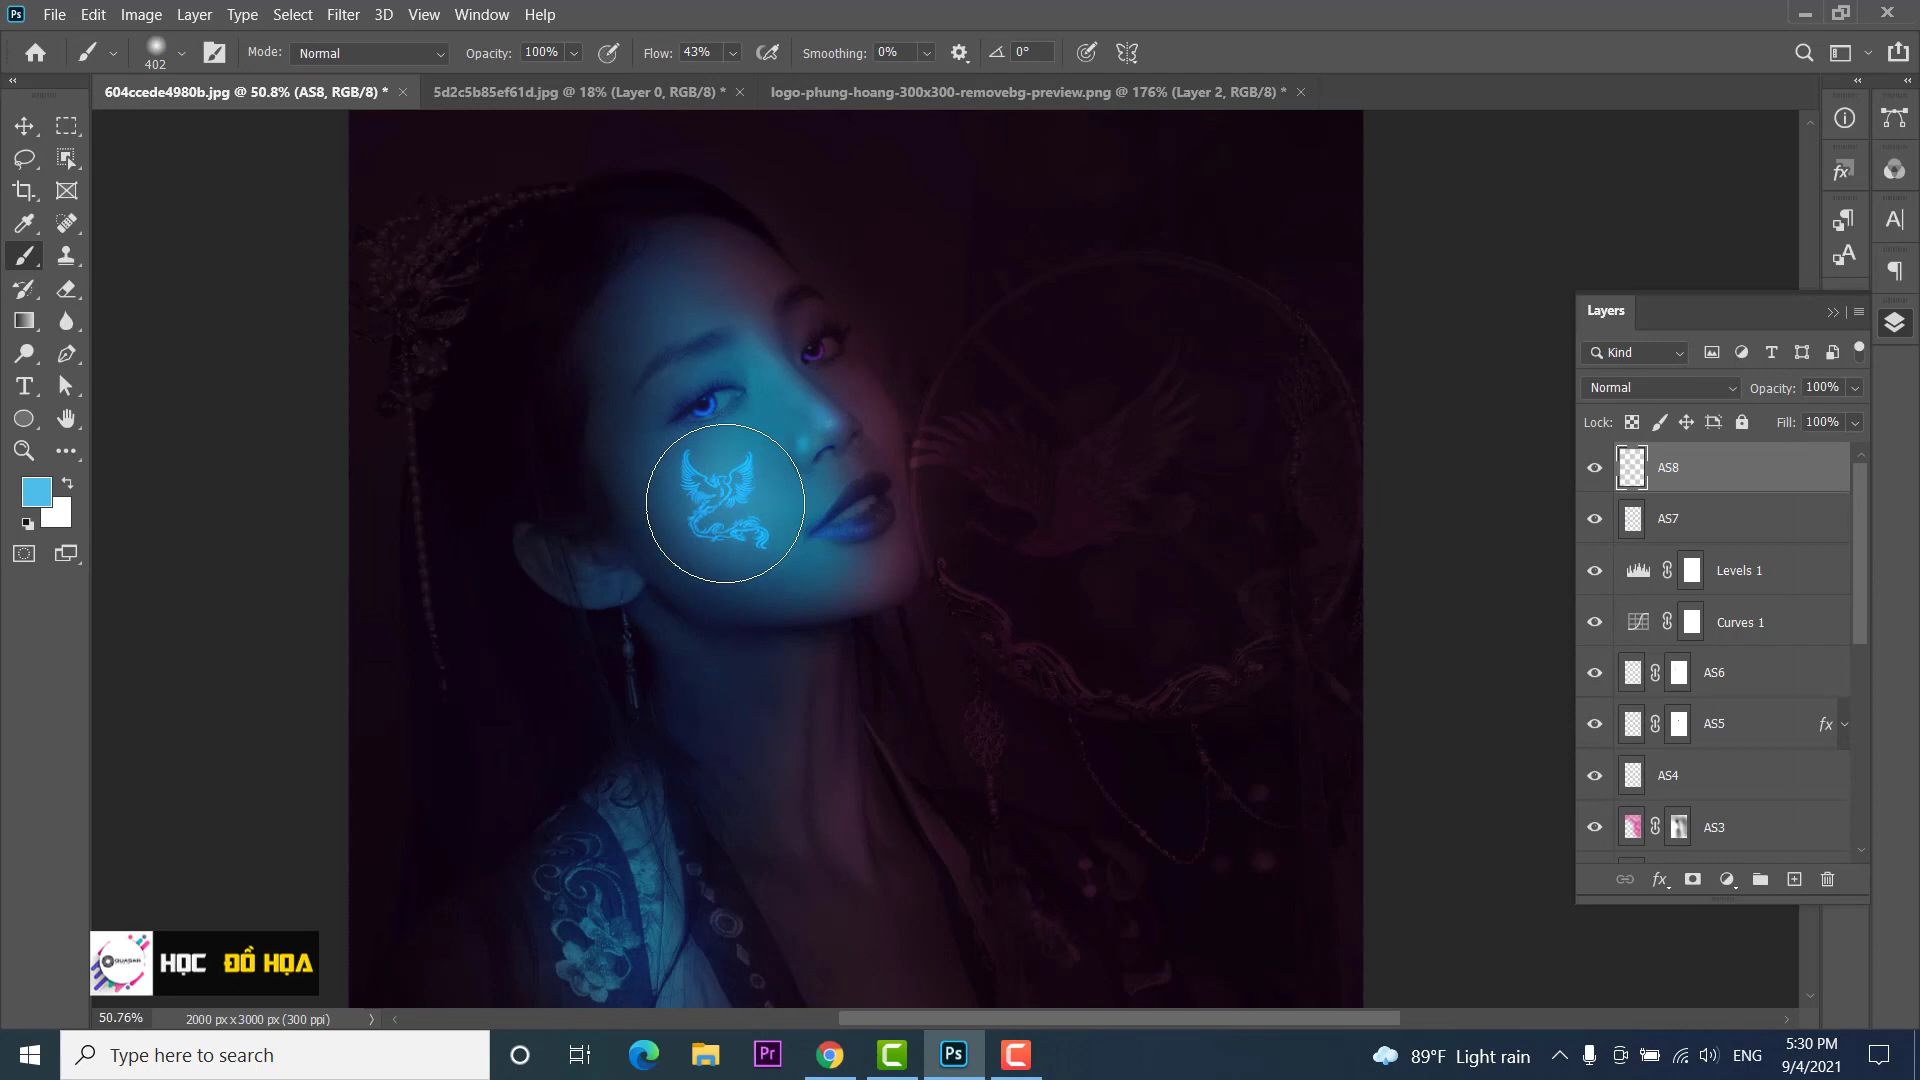 File Edit Image Layer Type Select Filter 3D View Window Help
402 Mode: Normal Opacity: 100% Flow: 43% Smoothing: 0% 0°
604ccede4980b.jpg @ 50.8% (AS8, RGB/8) * 5d2c5b85ef61d.jpg @ 18% (Layer 0, RGB/8) * logo-phung-hoang-300x300-removebg-preview.png @ 176% (Layer 2, RGB/8) *
Layers
Kind
Normal Opacity: 100%
Lock: Fill: 100%
AS8
AS7
Levels 1
Curves 1
AS6
AS5 fx
AS4
AS3
QUASAR HỌC ĐỒ HỌA
50.76% 2000 px x 3000 px (300 ppi)
Type here to search
89°F Light rain ENG
5:30 PM
9/4/2021